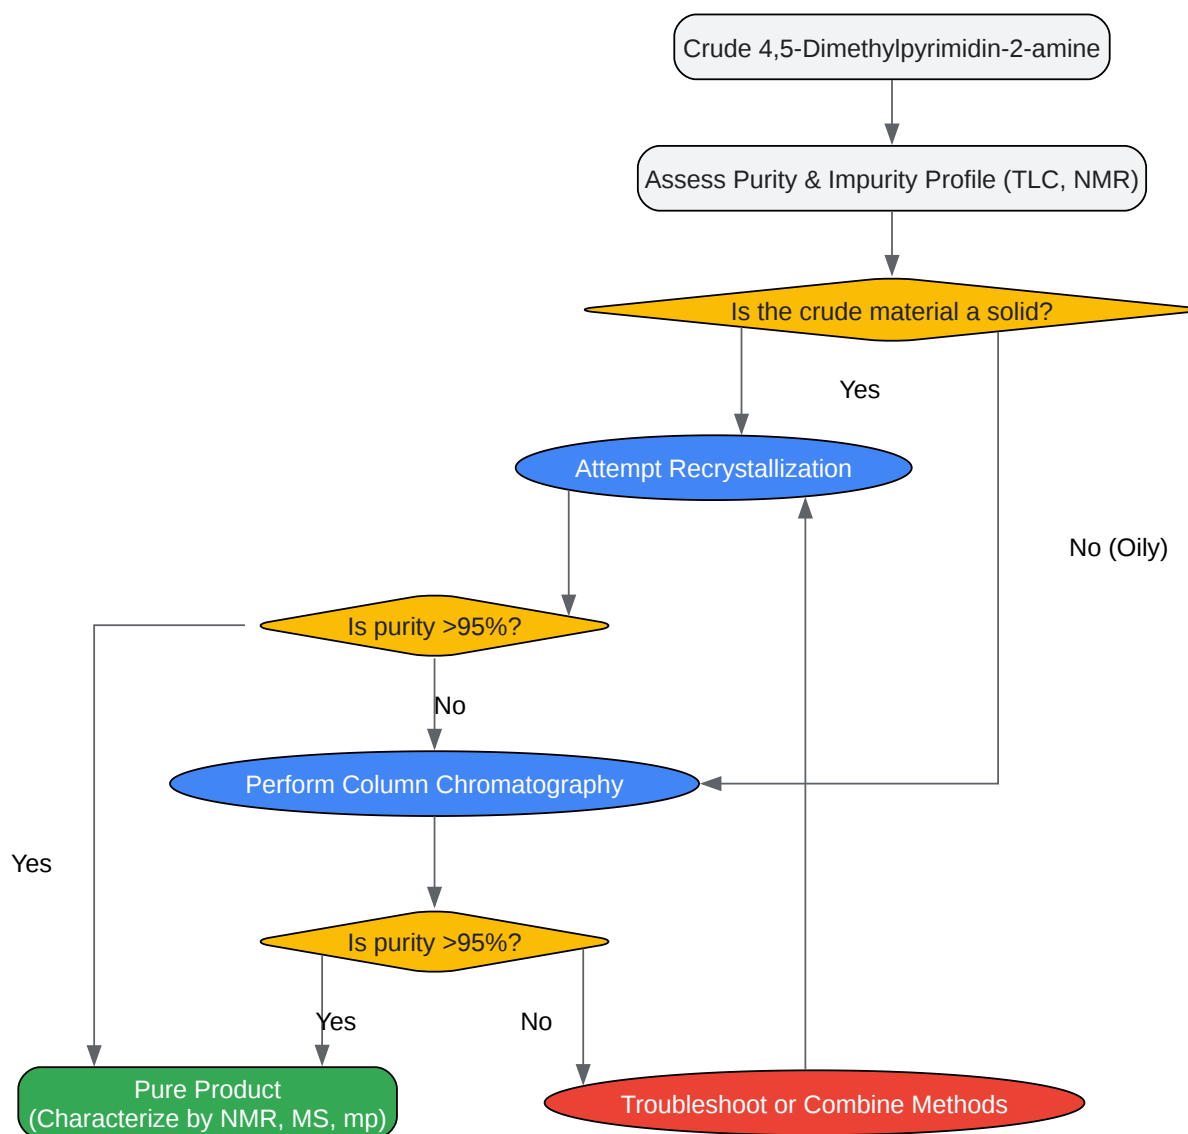 Crude 4,5-Dimethylpyrimidin-2-amine
Assess Purity & Impurity Profile (TLC, NMR)
Is the crude material a solid?
Yes
Attempt Recrystallization
No (Oily)
Is purity >95%?
No
Perform Column Chromatography
Yes
Is purity >95%?
Yes
No
Pure Product
(Characterize by NMR, MS, mp)
Troubleshoot or Combine Methods